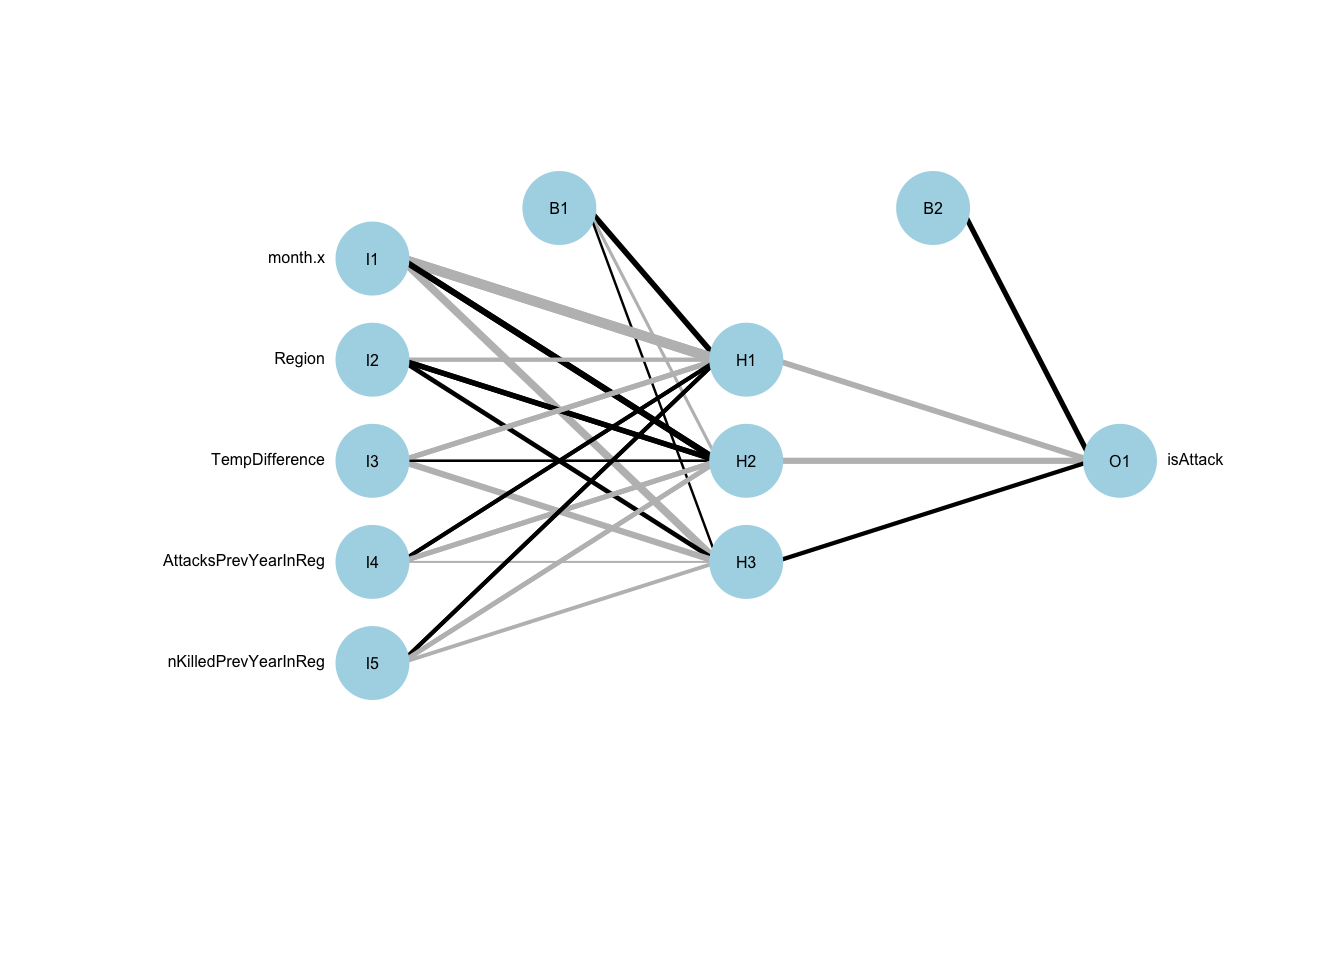 B1
B2
month.x
I1
Region
I2
H1
TempDifference
I3
H2
O1
isAttack
AttacksPrevYearInReg
I4
H3
nKilledPrevYearInReg
I5